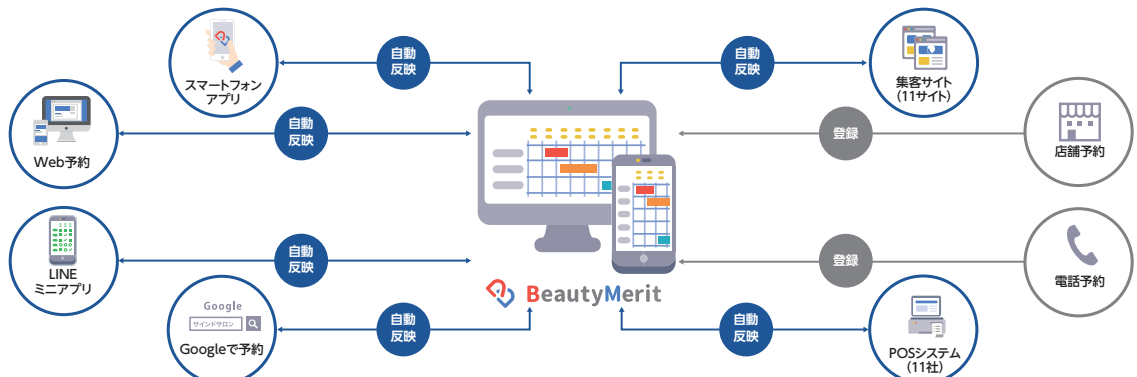 スマートフォン
アプリ
自動
反映
自動
反映
集客サイト
(11サイト)
Web予約
自動
反映
登録
店舗予約
LINE
ミニアプリ
自動
反映
登録
電話予約
BeautyMerit
Google
サインドサロン
Googleで予約
自動
反映
自動
反映
POSシステム
(11社)